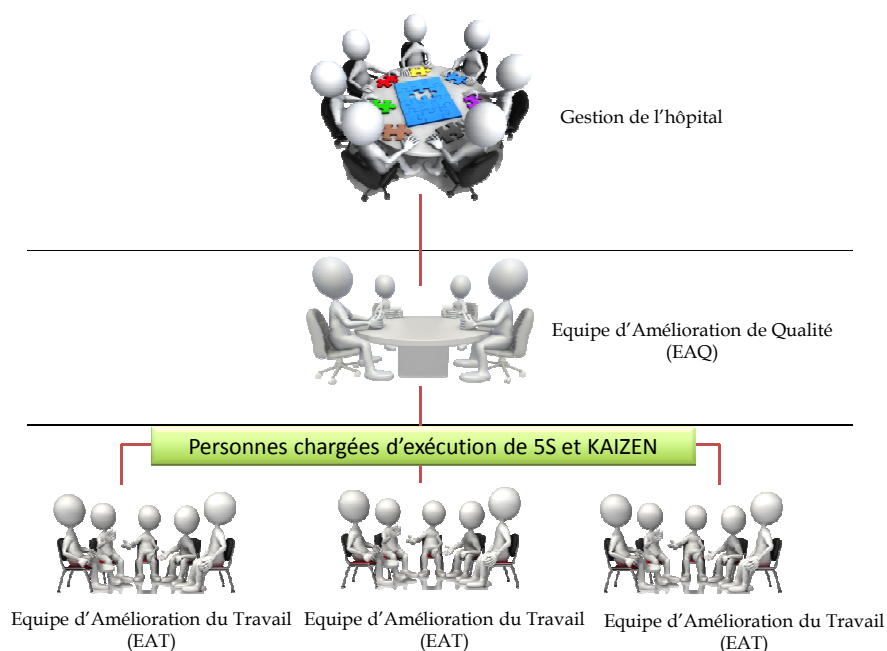 Gestion de l'hôpital
Equipe d'Amélioration de Qualité
(EAQ)
Personnes chargées d'exécution de 5S et KAIZEN
Equipe d'Amélioration du Travail
(EAT)
Equipe d'Amélioration du Travail
(EAT)
Equipe d'Amélioration du Travail
(EAT)